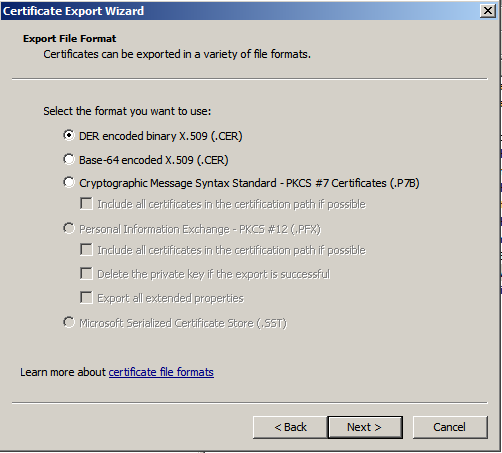 Certificate Export Wizard
Export File Format
Certificates can be exported in a variety of file formats.
Select the format you want to use:
DER encoded binary X.509 (.CER)
Base-64 encoded X.509 (.CER)
Cryptographic Message Syntax Standard - PKCS #7 Certificates (.P7B)
Include all certificates in the certification path if possible
Personal Information Exchange - PKCS #12 (.PFX)
Include all certificates in the certification path if possible
Delete the private key if the export is successful
Export all extended properties
Microsoft Serialized Certificate Store (.SST)
Learn more about certificate file formats
< Back Next > Cancel